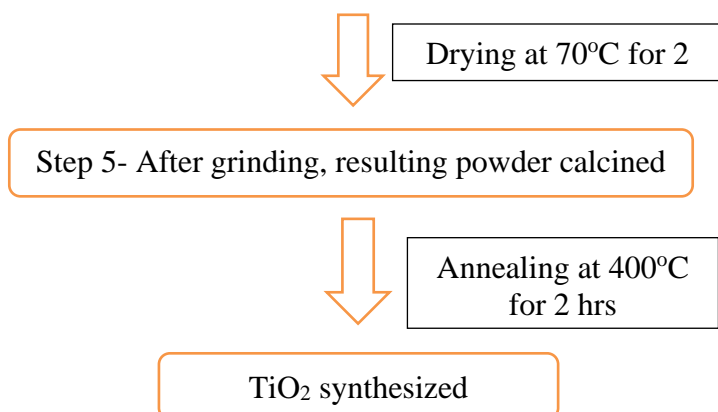 Drying at 70°C for 2
Step 5- After grinding, resulting powder calcined
Annealing at 400°C
for 2 hrs
TiO₂ synthesized